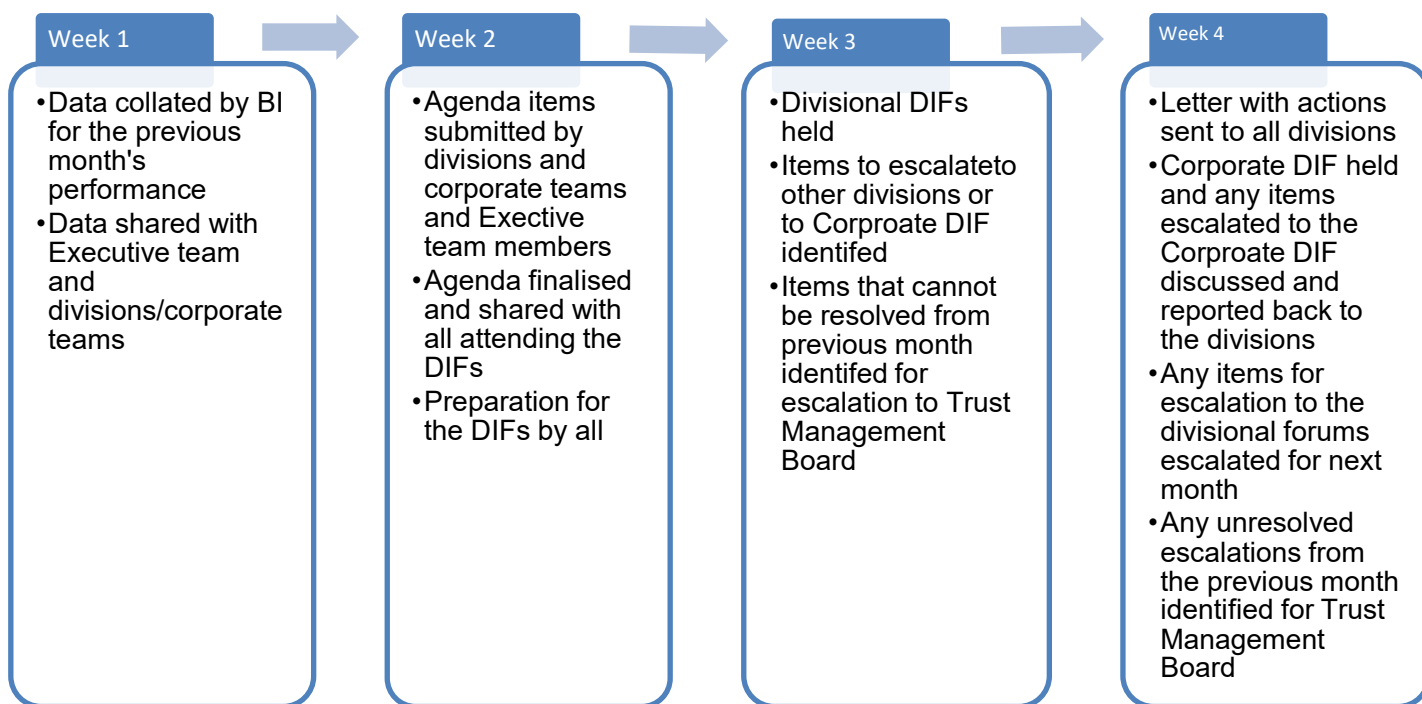 Week 1
•Data collated by BI
for the previous
month's
performance
•Data shared with
Executive team
and
divisions/corporate
teams
Week 2
•Agenda items
submitted by
divisions and
corporate teams
and Exective
team members
•Agenda finalised
and shared with
all attending the
DIFs
•Preparation for
the DIFs by all
Week 3
•Divisional DIFs
held
•Items to escalateto
other divisions or
to Corproate DIF
identifed
•Items that cannot
be resolved from
previous month
identifed for
escalation to Trust
Management
Board
Week 4
•Letter with actions
sent to all divisions
•Corporate DIF held
and any items
escalated to the
Corproate DIF
discussed and
reported back to
the divisions
•Any items for
escalation to the
divisional forums
escalated for next
month
•Any unresolved
escalations from
the previous month
identified for Trust
Management
Board